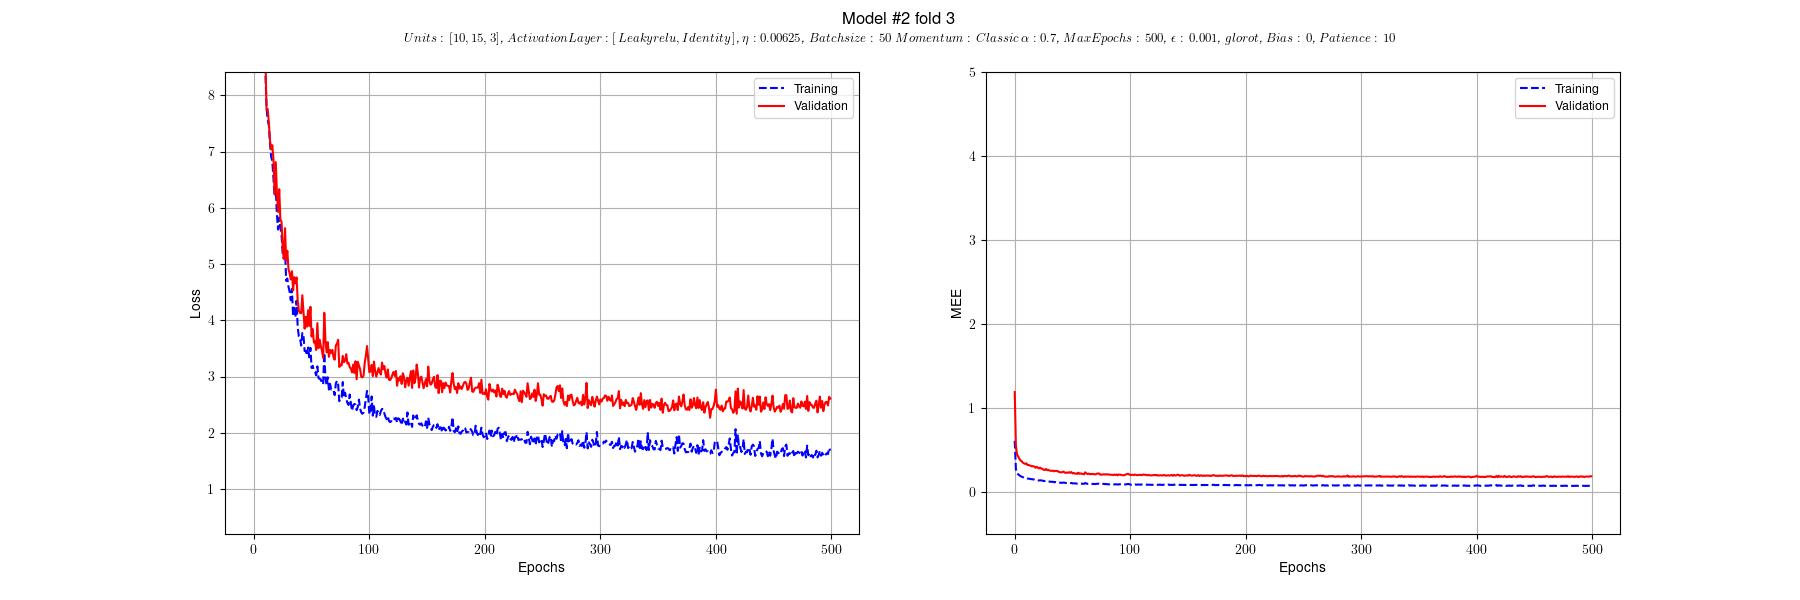 Model #2 fold 3
Units : [10, 15, 3], ActivationLayer : [ Leakyrelu, Identity], η : 0.00625, Batchsize : 50 Momentum : Classic α : 0.7, MaxEpochs : 500, ϵ : 0.001, glorot, Bias : 0, Patience : 10
Training
Validation
8
7
6
5
4
3
2
1
Loss
0 100 200 300 400 500
Epochs
Training
Validation
5
4
3
2
1
0
MEE
0 100 200 300 400 500
Epochs